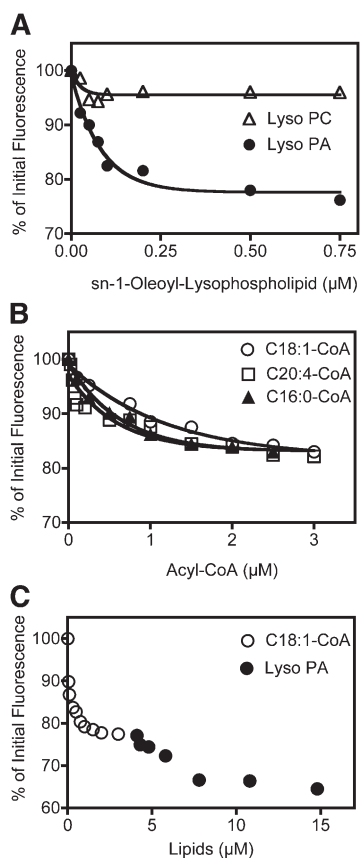 A
% of Initial Fluorescence
100
90
80
70
0.00
0.25
0.50
0.75
Lyso PC
Lyso PA
sn-1-Oleoyl-Lysophospholipid (μM)
B
% of Initial Fluorescence
100
90
80
70
0
1
2
3
C18:1-CoA
C20:4-CoA
C16:0-CoA
Acyl-CoA (μM)
C
% of Initial Fluorescence
100
90
80
70
60
0
5
10
15
C18:1-CoA
Lyso PA
Lipids (μM)